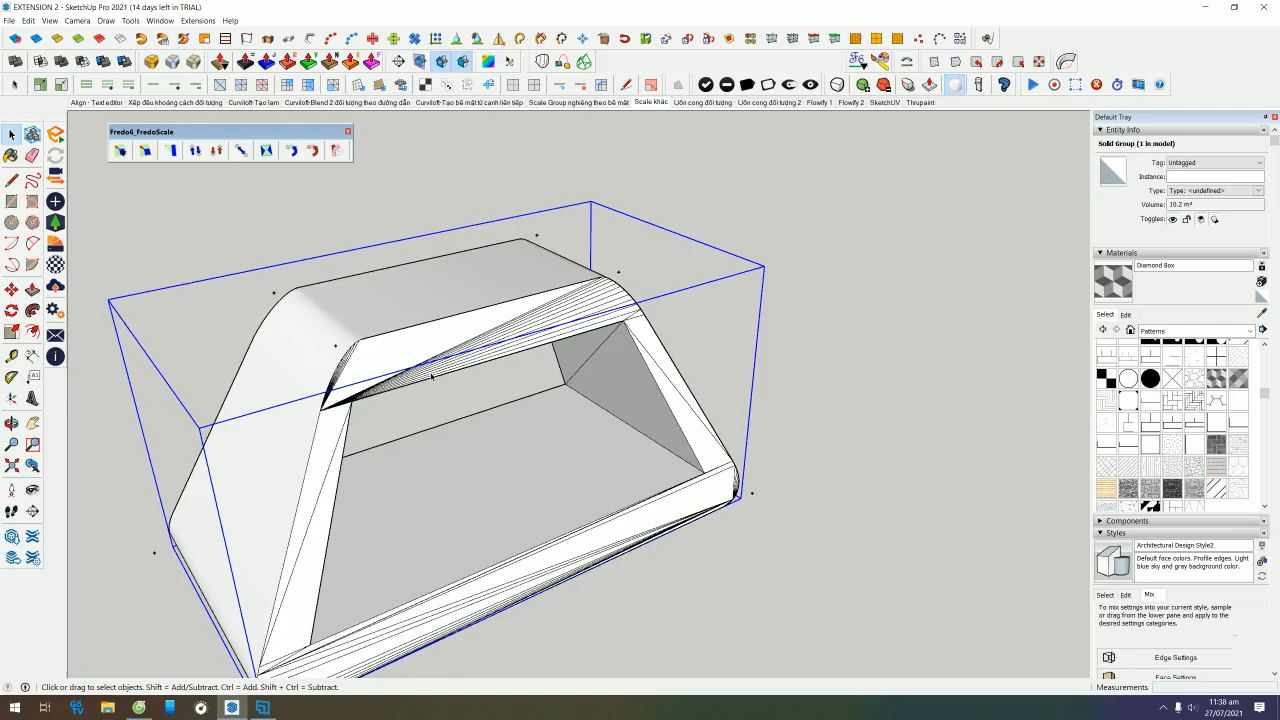 EXTENSION 2 - SketchUp Pro 2021 (14 days left in TRIAL)
File Edit View Camera Draw Tools Window Extensions Help
Align - Text editor Xếp đều khoảng cách đối tượng Curviloft-Tạo lam Curviloft-Blend 2 đối tượng theo đường dẫn Curviloft-Tạo bề mặt từ cạnh liên tiếp Scale Group nghiêng theo bề mặt Scale khác Uốn cong đối tượng Uốn cong đối tượng 2 Flowify 1 Flowify 2 SketchUV Thrupaint
Fredo6_FredoScale
Default Tray
Entity Info
Solid Group (1 in model)
Tag: Untagged
Instance:
Type: Type: <undefined>
Volume: 10.2 m³
Toggles:
Materials
Diamond Box
Select Edit
Patterns
Components
Styles
Architectural Design Style2
Default face colors. Profile edges. Light
blue sky and gray background color.
Select Edit Mix
To mix settings into your current style, sample
or drag from the lower pane and apply to the
desired settings categories.
Edge Settings
Face Settings
Click or drag to select objects. Shift = Add/Subtract. Ctrl = Add. Shift + Ctrl = Subtract.
Measurements
11:38 am
27/07/2021